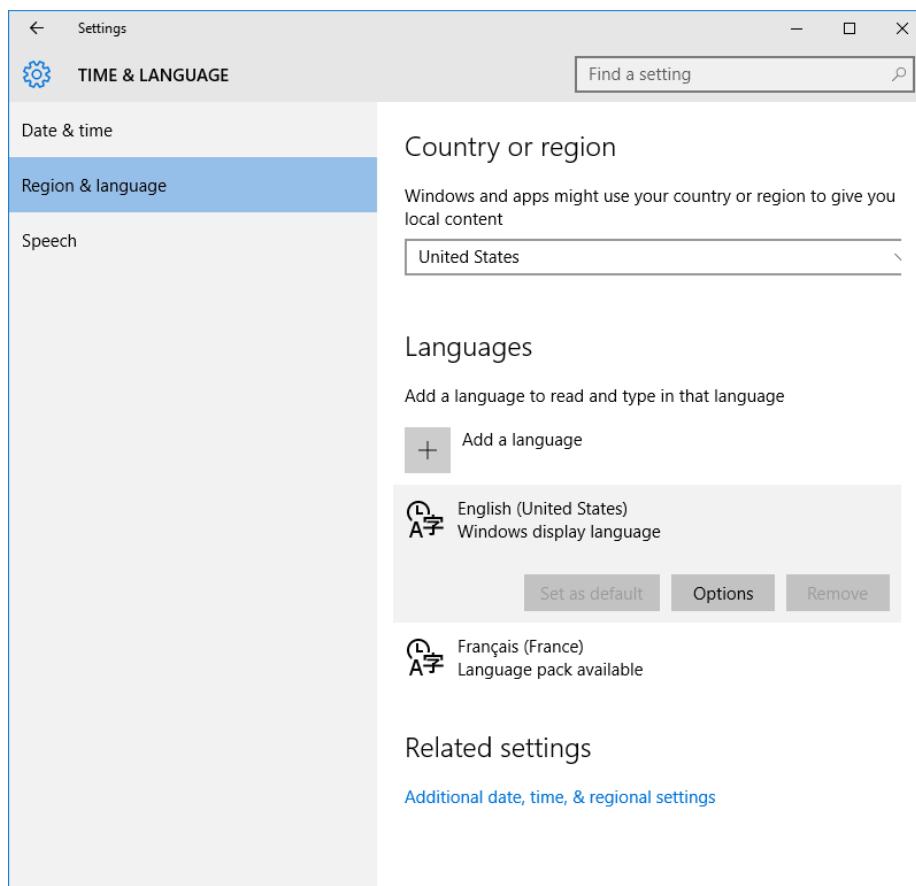 Settings
TIME & LANGUAGE
Find a setting
Date & time
Region & language
Speech
Country or region
Windows and apps might use your country or region to give you
local content
United States
Languages
Add a language to read and type in that language
Add a language
English (United States)
Windows display language
Set as default
Options
Remove
Français (France)
Language pack available
Related settings
Additional date, time, & regional settings